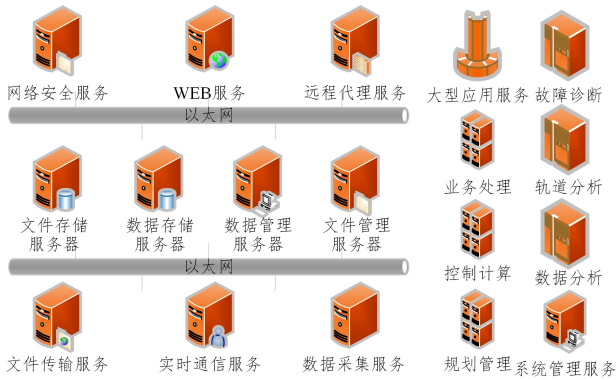 网络安全服务
WEB服务
远程代理服务
大型应用服务
故障诊断
以太网
业务处理
轨道分析
文件存储
服务器
数据存储
服务器
数据管理
服务器
文件管理
服务器
以太网
控制计算
数据分析
文件传输服务
实时通信服务
数据采集服务
规划管理
系统管理服务